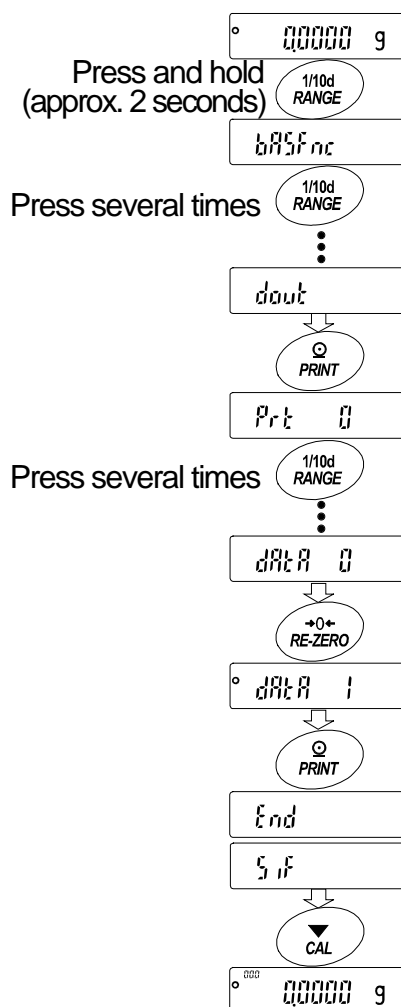 0.0000 g
Press and hold
(approx. 2 seconds)
1/10d
RANGE
bASFnc
Press several times
1/10d
RANGE
dout
PRINT
Prt 0
Press several times
1/10d
RANGE
dAtA 0
→0←
RE-ZERO
dAtA 1
PRINT
End
SiF
CAL
000
0.0000 g